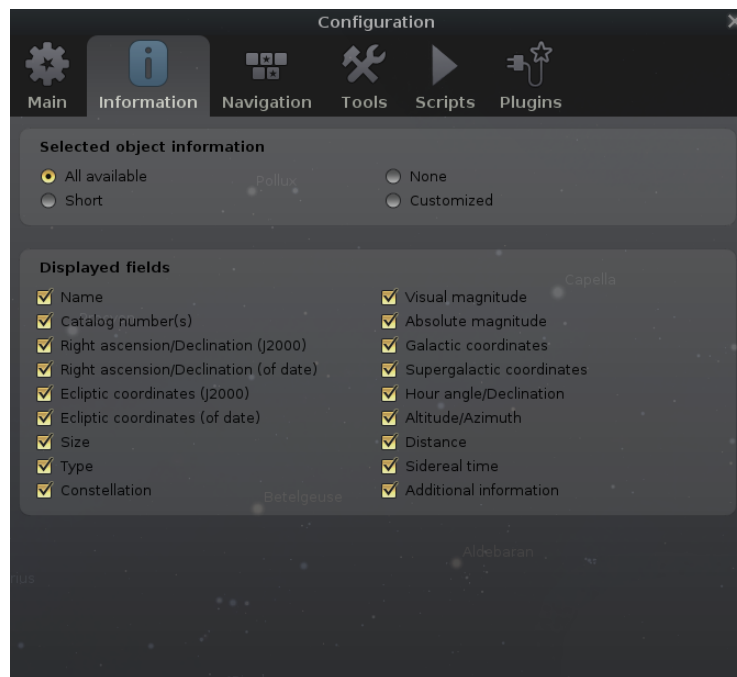 Configuration
Main Information Navigation Tools Scripts Plugins
Selected object information
All available
None
Short
Customized
Pollux
Displayed fields
Capella
Name
Catalog number(s)
Right ascension/Declination (J2000)
Right ascension/Declination (of date)
Ecliptic coordinates (J2000)
Ecliptic coordinates (of date)
Size
Type
Constellation
Visual magnitude
Absolute magnitude
Galactic coordinates
Supergalactic coordinates
Hour angle/Declination
Altitude/Azimuth
Distance
Sidereal time
Additional information
Betelgeuse
Aldebaran
rius